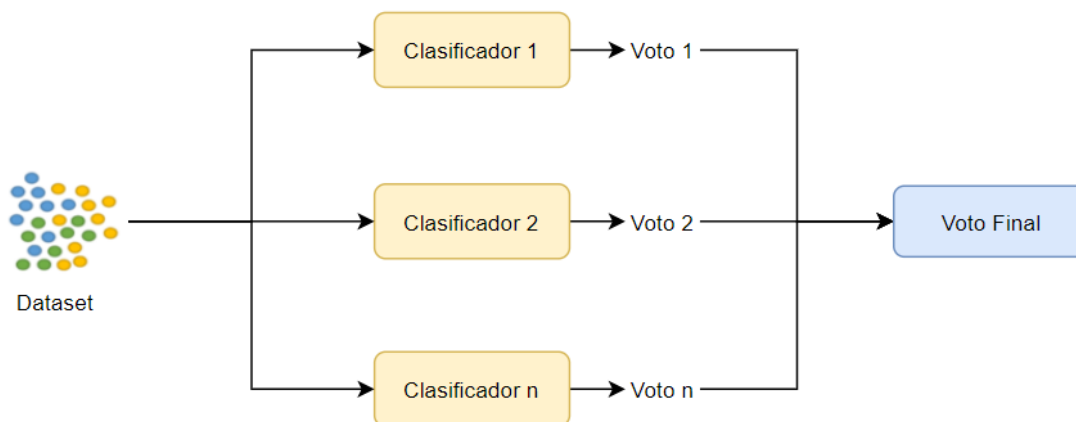 Clasificador 1
Voto 1
Clasificador 2
Voto 2
Voto Final
Dataset
Clasificador n
Voto n